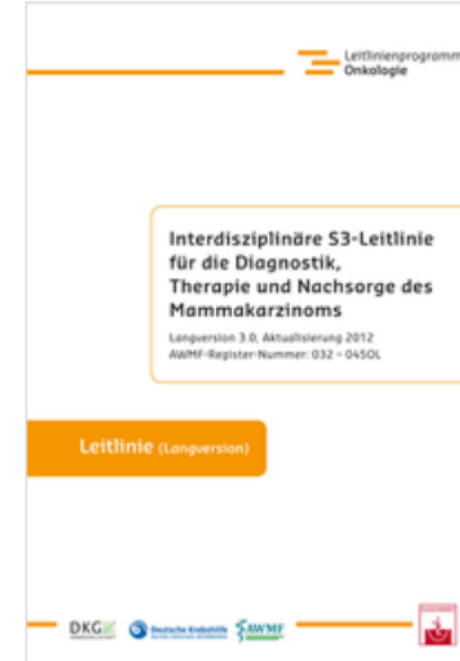 Leitlinienprogramm
Onkologie
Interdisziplinäre S3-Leitlinie
für die Diagnostik,
Therapie und Nachsorge des
Mammakarzinoms
Langversion 3.0, Aktualisierung 2012
AWMF-Register-Nummer: 032 – 045OL
Leitlinie (Langversion)
DKG
Deutsche Krebshilfe
AWMF